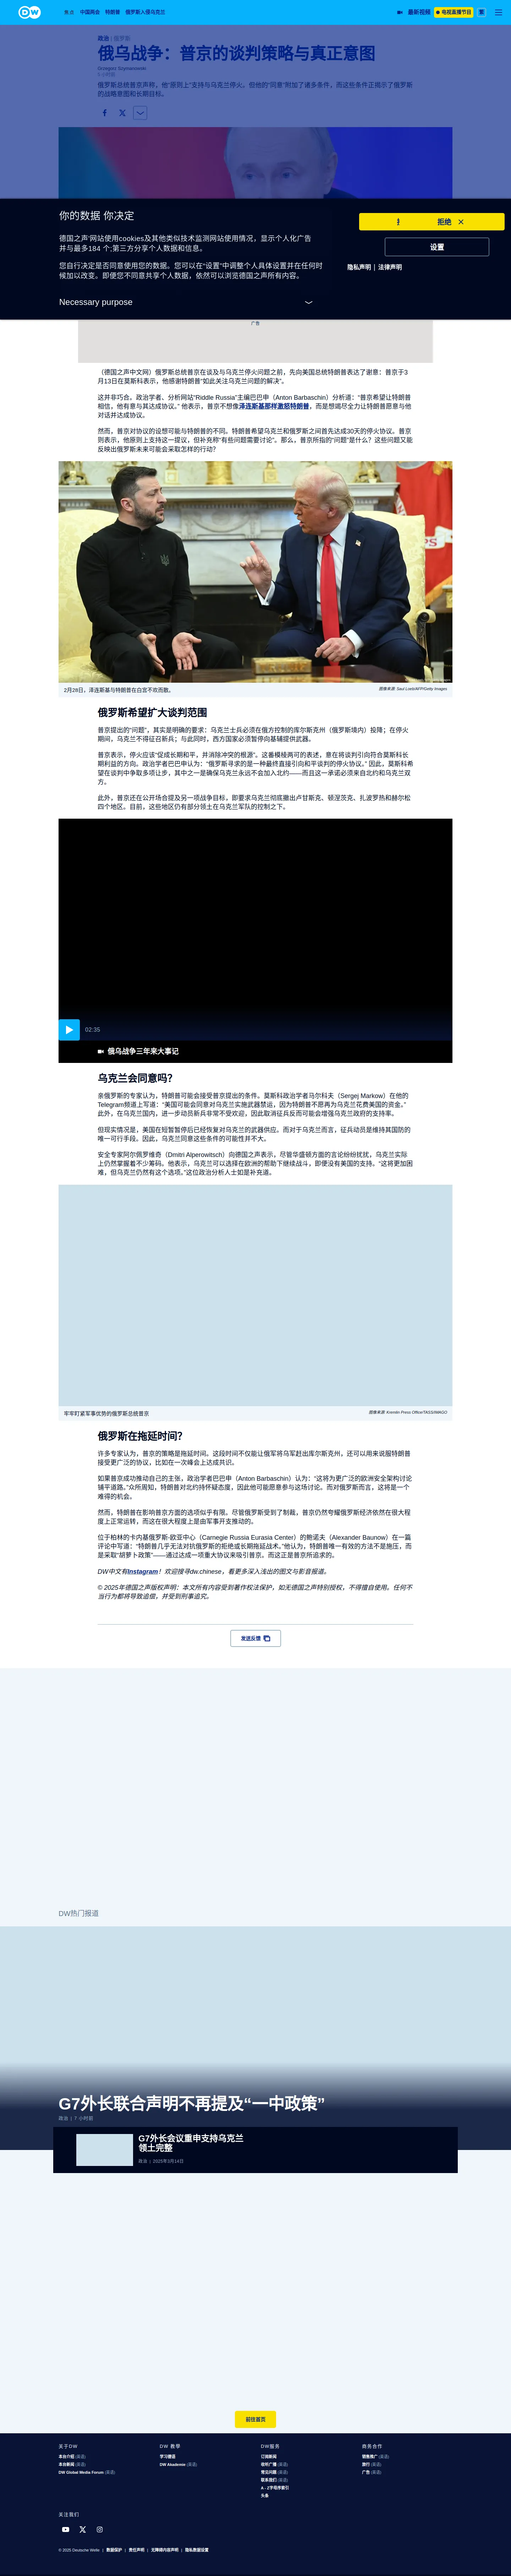 DW
焦点 中国两会 特朗普 俄罗斯入侵乌克兰
最新视频
电视直播节目
政治 | 俄罗斯
俄乌战争：普京的谈判策略与真正意图
俄罗斯总统普京声称，他“原则上”支持与乌克兰停火。但他的“同意”附加了诸多条件，而这些条件正揭示了俄罗斯
的战略意图和长期目标。
你的数据 你决定
德国之声网站使用cookies及其他类似技术监测网站使用情况，显示个人化广告
并与最多184 个;第三方分享个人数据和信息。
您自行决定是否同意使用您的数据。您可以在“设置”中调整个人具体设置并在任何时
候加以改变。即便您不同意共享个人数据，依然可以浏览德国之声所有内容。
Necessary purpose
拒绝
设置
隐私声明 | 法律声明
广告
（德国之声中文网）俄罗斯总统普京在谈及与乌克兰停火问题之前，先向美国总统特朗普表达了谢意：普京于3
月13日在莫斯科表示，他感谢特朗普“如此关注乌克兰问题的解决”。
这并非巧合。政治学者、分析网站“Riddle Russia”主编巴巴申（Anton Barbaschin）分析道：“普京希望让特朗普
相信，他有意与其达成协议。” 他表示，普京不想像泽连斯基那样激怒特朗普，而是想竭尽全力让特朗普愿意与他
对话并达成协议。
然而，普京对协议的设想可能与特朗普的不同。特朗普希望乌克兰和俄罗斯之间首先达成30天的停火协议。普京
则表示，他原则上支持这一提议，但补充称“有些问题需要讨论”。那么，普京所指的“问题”是什么？这些问题又能
反映出俄罗斯未来可能会采取怎样的行动？
2月28日，泽连斯基与特朗普在白宫不欢而散。
图像来源: Saul Loeb/AFP/Getty Images
俄罗斯希望扩大谈判范围
普京提出的“问题”，其实是明确的要求：乌克兰士兵必须在俄方控制的库尔斯克州（俄罗斯境内）投降；在停火
期间，乌克兰不得征召新兵；与此同时，西方国家必须暂停向基辅提供武器。
普京表示，停火应该“促成长期和平，并消除冲突的根源”。这番模棱两可的表述，意在将谈判引向符合莫斯科长
期利益的方向。政治学者巴巴申认为：“俄罗斯寻求的是一种最终直接引向和平谈判的停火协议。” 因此，莫斯科希
望在谈判中争取多项让步，其中之一是确保乌克兰永远不会加入北约——而且这一承诺必须来自北约和乌克兰双
方。
此外，普京还在公开场合提及另一项战争目标，即要求乌克兰彻底撤出卢甘斯克、顿涅茨克、扎波罗热和赫尔松
四个地区。目前，这些地区仍有部分领土在乌克兰军队的控制之下。
02:35
俄乌战争三年来大事记
乌克兰会同意吗？
亲俄罗斯的专家认为，特朗普可能会接受普京提出的条件。莫斯科政治学者马尔科夫（Sergej Markow）在他的
Telegram频道上写道：“美国可能会同意对乌克兰实施武器禁运，因为特朗普不愿再为乌克兰花费美国的资金。”
此外，在乌克兰国内，进一步动员新兵非常不受欢迎，因此取消征兵反而可能会增强乌克兰政府的支持率。
但现实情况是，美国在短暂暂停后已经恢复对乌克兰的武器供应。而对于乌克兰而言，征兵动员是维持其国防的
唯一可行手段。因此，乌克兰同意这些条件的可能性并不大。
安全专家阿尔佩罗维奇（Dmitri Alperowitsch）向德国之声表示，尽管华盛顿方面的言论纷纷扰扰，乌克兰实际
上仍然掌握着不少筹码。他表示，乌克兰可以选择在欧洲的帮助下继续战斗，即便没有美国的支持。“这将更加困
难，但乌克兰仍然有这个选项。”这位政治分析人士如是补充道。
牢牢盯紧军事优势的俄罗斯总统普京
图像来源: Kremlin Press Office/TASS/IMAGO
俄罗斯在拖延时间？
许多专家认为，普京的策略是拖延时间。这段时间不仅能让俄军将乌军赶出库尔斯克州，还可以用来说服特朗普
接受更广泛的协议，比如在一次峰会上达成共识。
如果普京成功推动自己的主张，政治学者巴巴申（Anton Barbaschin）认为：“这将为更广泛的欧洲安全架构讨论
铺平道路。”众所周知，特朗普对北约持怀疑态度，因此他可能愿意参与这场讨论。而对俄罗斯而言，这将是一个
难得的机会。
然而，特朗普在影响普京方面的选项似乎有限。尽管俄罗斯受到了制裁，普京仍然夸耀俄罗斯经济依然在很大程
度上正常运转，而这在很大程度上是由军事开支推动的。
位于柏林的卡内基俄罗斯-欧亚中心（Carnegie Russia Eurasia Center）的鲍诺夫（Alexander Baunow）在一篇
评论中写道：“特朗普几乎无法对抗俄罗斯的拒绝或长期拖延战术。”他认为，特朗普唯一有效的方法不是施压，而
是采取“胡萝卜政策”——通过达成一项重大协议来吸引普京。而这正是普京所追求的。
DW中文有Instagram！欢迎搜寻dw.chinese，看更多深入浅出的图文与影音报道。
© 2025年德国之声版权声明：本文所有内容受到著作权法保护，如无德国之声特别授权，不得擅自使用。任何不
当行为都将导致追偿，并受到刑事追究。
发送反馈
DW热门报道
G7外长联合声明不再提及“一中政策”
政治 | 7 小时前
G7外长会议重申支持乌克兰
领土完整
政治 | 2025年3月14日
前往首页
关于DW
本台介绍 (英语)
本台新闻 (英语)
DW Global Media Forum (英语)
DW 教學
学习德语
DW Akademie (英语)
DW服务
订阅新闻
收听广播 (英语)
常见问题 (英语)
联系我们 (英语)
A - Z字母序索引
头条
商务合作
销售推广 (英语)
旅行 (英语)
广告 (英语)
关注我们
© 2025 Deutsche Welle | 数据保护 | 责任声明 | 无障碍内容声明 | 隐私数据设置